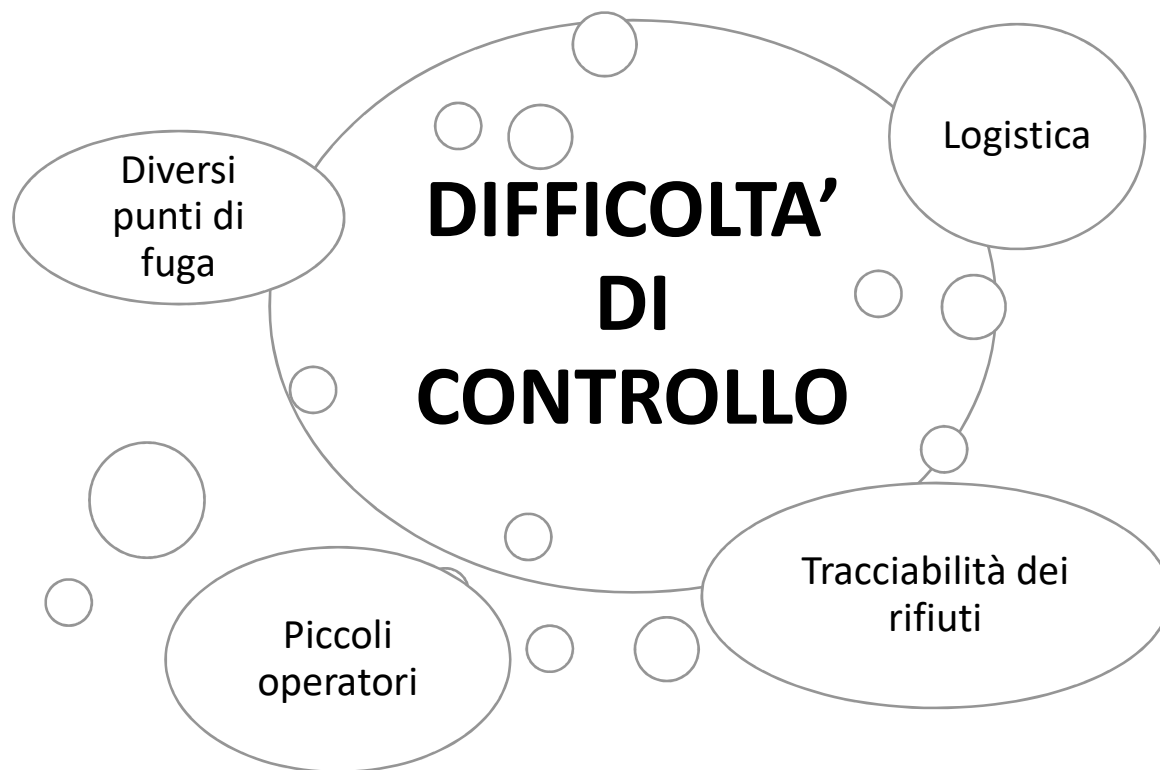 Diversi
punti di
fuga
DIFFICOLTA’
DI
CONTROLLO
Logistica
Piccoli
operatori
Tracciabilità dei
rifiuti